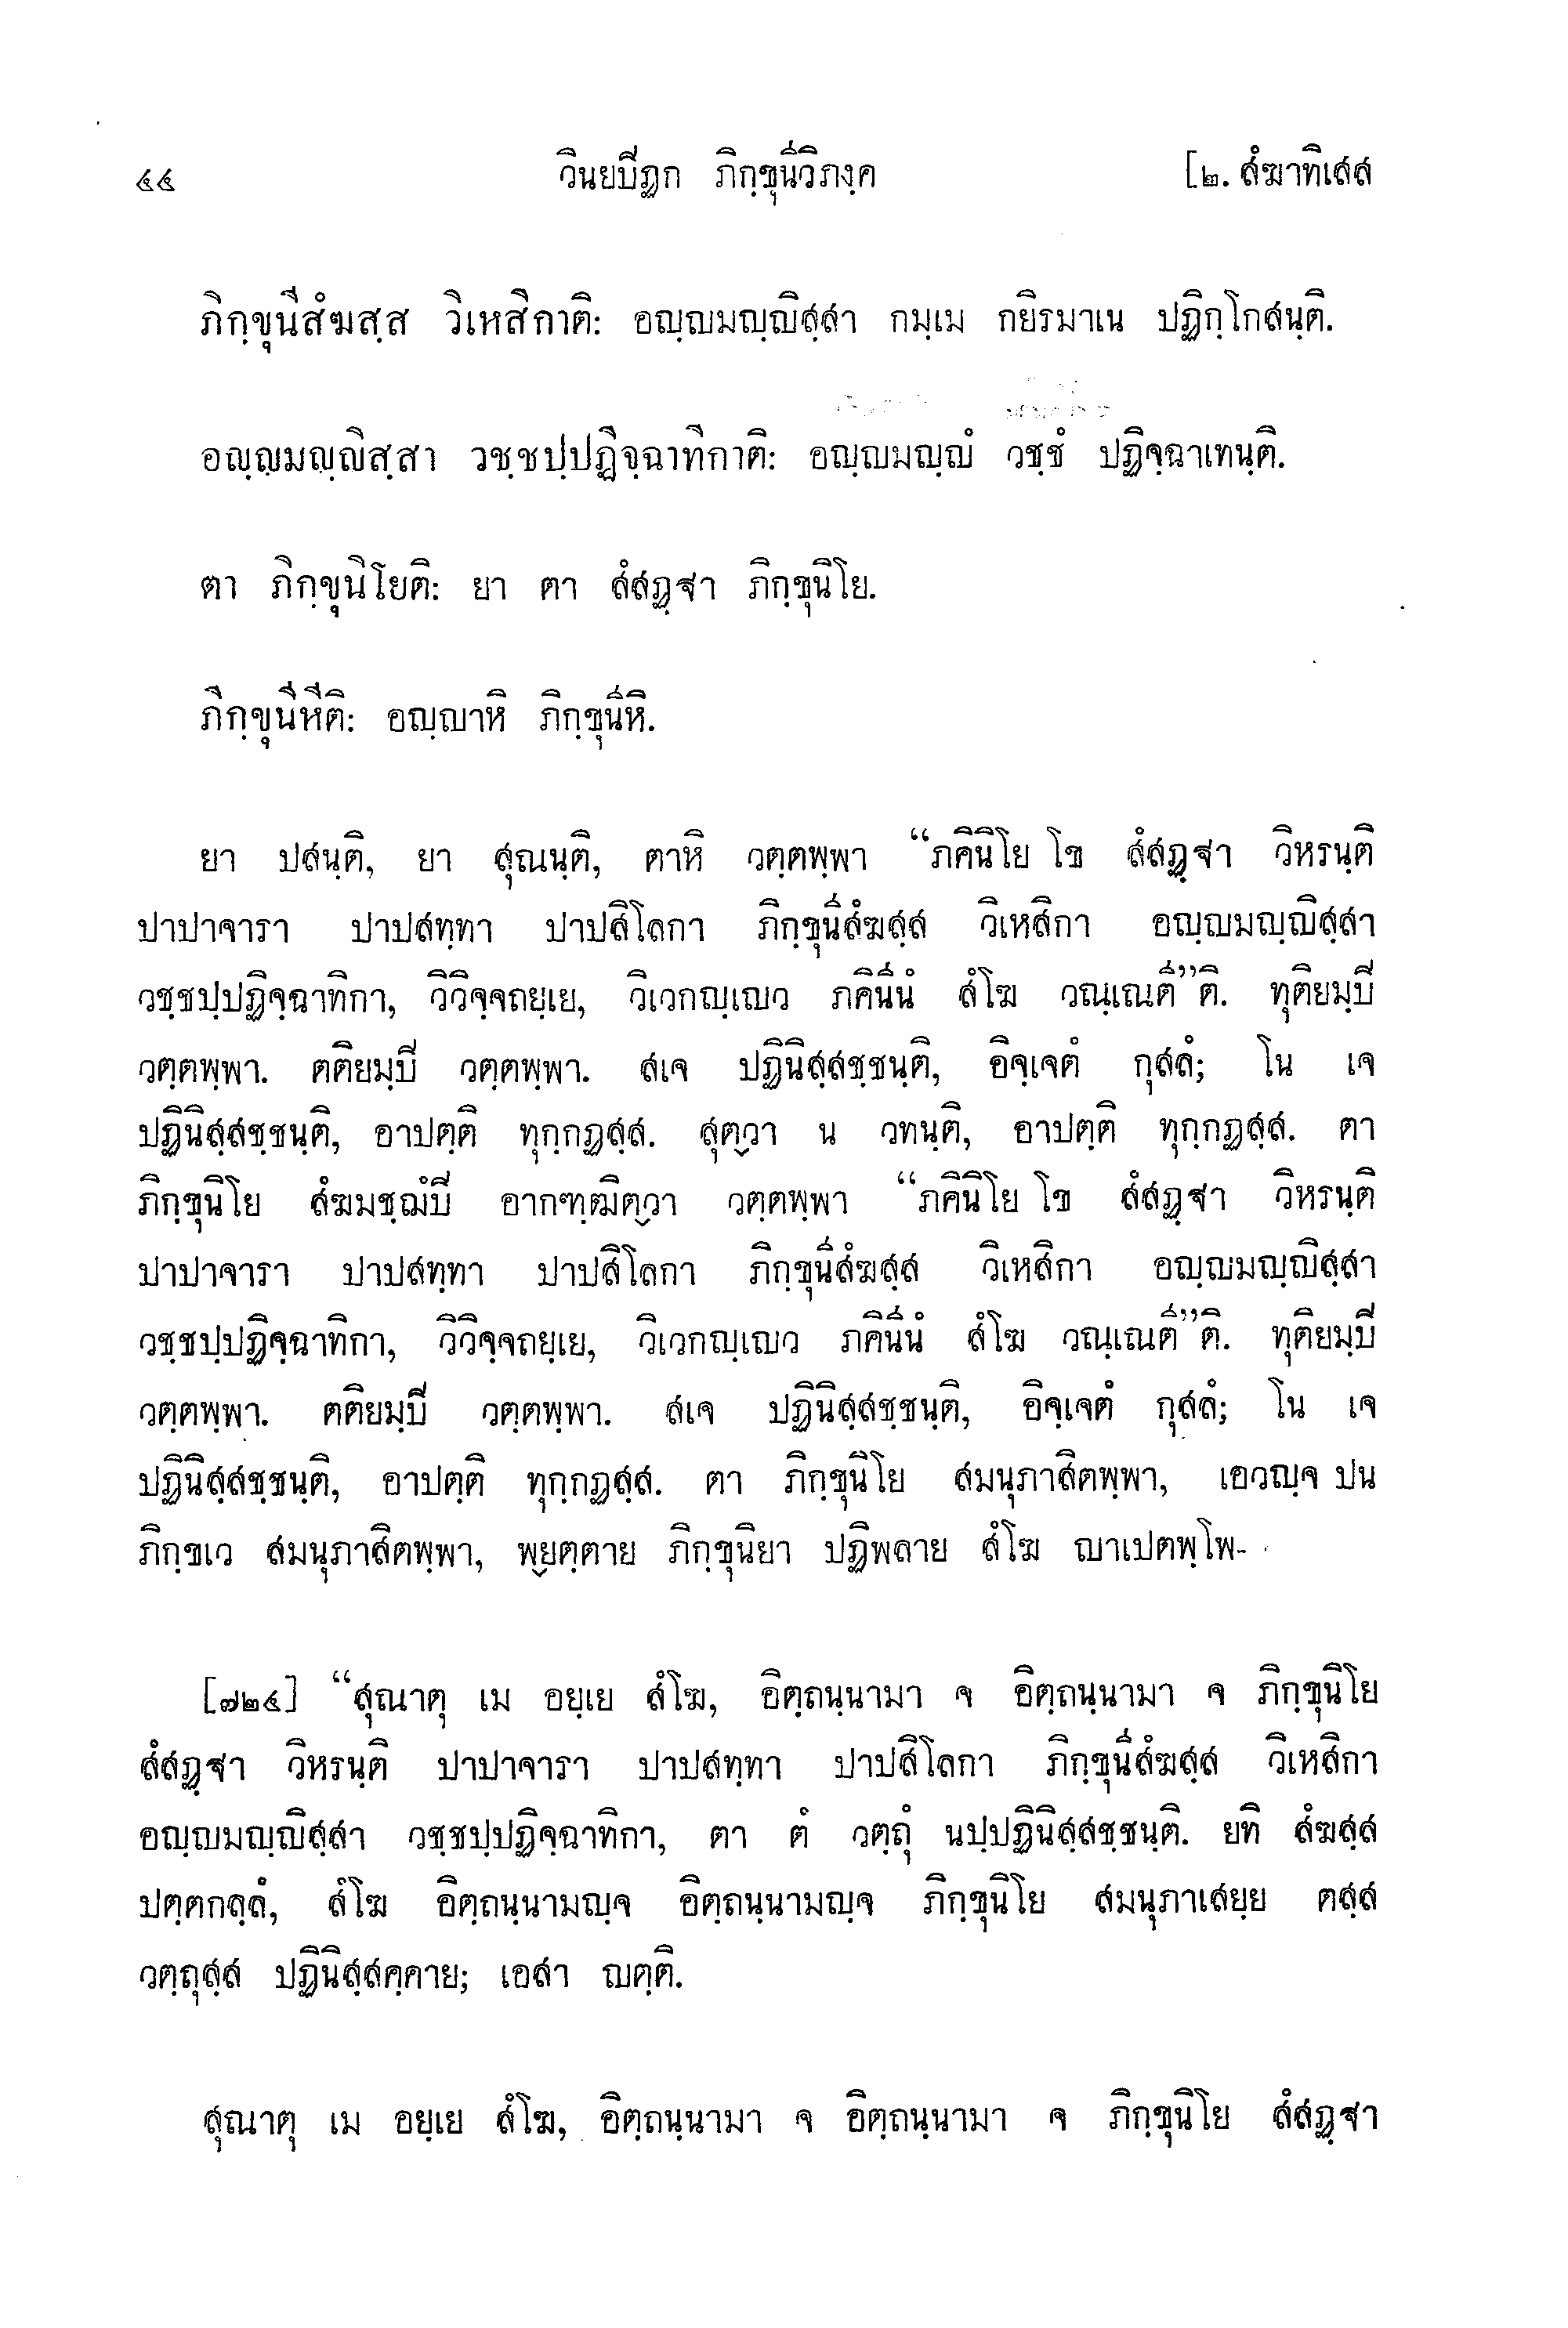 ๔๔ วินยปิฏก ภิกฺขุนีวิภงฺค [๒. สํฆาทิเสส
ภิกฺขุนีสํฆสฺส วิเหสิกาติ: อญฺญมญฺญิสฺสา กมฺเม กยิรมาเน ปฏิกฺโกสนฺติ.
อญฺญมญฺญิสฺสา วชฺชปฺปฏิจฺฉาทิกาติ: อญฺญมญฺญํ วชฺชํ ปฏิจฺฉาเทนฺติ.
ตา ภิกฺขุนิโยติ: ยา ตา สํสฏฺฐา ภิกฺขุนิโย.
ภิกฺขุนีหีติ: อญฺญาหิ ภิกฺขุนีหิ.
ยา ปสนฺติ, ยา สุณนฺติ, ตาหิ วตฺตพฺพา “ภคินิโย โข สํสฏฺฐา วิหรนฺติ
ปาปาจารา ปาปสทฺทา ปาปสิโลกา ภิกฺขุนีสํฆสฺส วิเหสิกา อญฺญมญฺญิสฺสา
วชฺชปฺปฏิจฺฉาทิกา, วิวิจฺจถยฺเย, วิเวกญฺเญว ภคินีนํ สํโฆ วณฺเณตี”ติ. ทุติยมฺปิ
วตฺตพฺพา. ตติยมฺปิ วตฺตพฺพา. สเจ ปฏินิสฺสชฺชนฺติ, อิจฺเจตํ กุสลํ; โน เจ
ปฏินิสฺสชฺชนฺติ, อาปตฺติ ทุกฺกฏสฺส. สุตฺวา น วทนฺติ, อาปตฺติ ทุกฺกฏสฺส. ตา
ภิกฺขุนิโย สํฆมชฺฌํปิ อากฑฺฒิตฺวา วตฺตพฺพา “ภคินิโย โข สํสฏฺฐา วิหรนฺติ
ปาปาจารา ปาปสทฺทา ปาปสิโลกา ภิกฺขุนีสํฆสฺส วิเหสิกา อญฺญมญฺญิสฺสา
วชฺชปฺปฏิจฺฉาทิกา, วิวิจฺจถยฺเย, วิเวกญฺเญว ภคินีนํ สํโฆ วณฺเณตี”ติ. ทุติยมฺปิ
วตฺตพฺพา. ตติยมฺปิ วตฺตพฺพา. สเจ ปฏินิสฺสชฺชนฺติ, อิจฺเจตํ กุสลํ; โน เจ
ปฏินิสฺสชฺชนฺติ, อาปตฺติ ทุกฺกฏสฺส. ตา ภิกฺขุนิโย สมนุภาสิตพฺพา, เอวญฺจ ปน
ภิกฺขเว สมนุภาสิตพฺพา, พฺยตฺตาย ภิกฺขุนิยา ปฏิพลาย สํโฆ ญาเปตพฺโพ-
[๗๒๔] “สุณาตุ เม อยฺเย สํโฆ, อิตฺถนฺนามา จ อิตฺถนฺนามา จ ภิกฺขุนิโย
สํสฏฺฐา วิหรนฺติ ปาปาจารา ปาปสทฺทา ปาปสิโลกา ภิกฺขุนีสํฆสฺส วิเหสิกา
อญฺญมญฺญิสฺสา วชฺชปฺปฏิจฺฉาทิกา, ตา ตํ วตฺถุํ นปฺปฏินิสฺสชฺชนฺติ. ยทิ สํฆสฺส
ปตฺตกลฺลํ, สํโฆ อิตฺถนฺนามญฺจ อิตฺถนฺนามญฺจ ภิกฺขุนิโย สมนุภาเสยฺย ตสฺส
วตฺถุสฺส ปฏินิสฺสคฺคาย; เอสา ญตฺติ.
สุณาตุ เม อยฺเย สํโฆ, อิตฺถนฺนามา จ อิตฺถนฺนามา จ ภิกฺขุนิโย สํสฏฺฐา